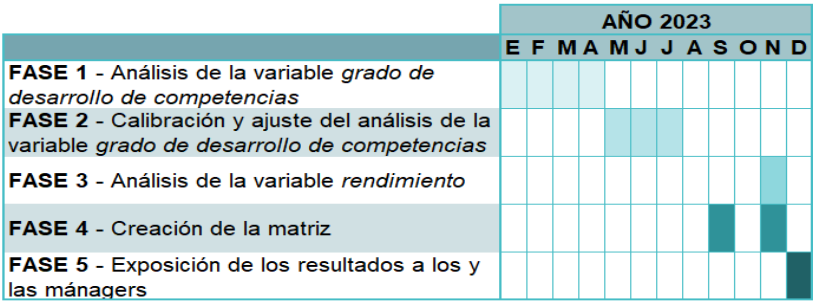 AÑO 2023
E F M A M J J A S O N D
FASE 1 - Análisis de la variable grado de
desarrollo de competencias
FASE 2 - Calibración y ajuste del análisis de la
variable grado de desarrollo de competencias
FASE 3 - Análisis de la variable rendimiento
FASE 4 - Creación de la matriz
FASE 5 - Exposición de los resultados a los y
las mánagers